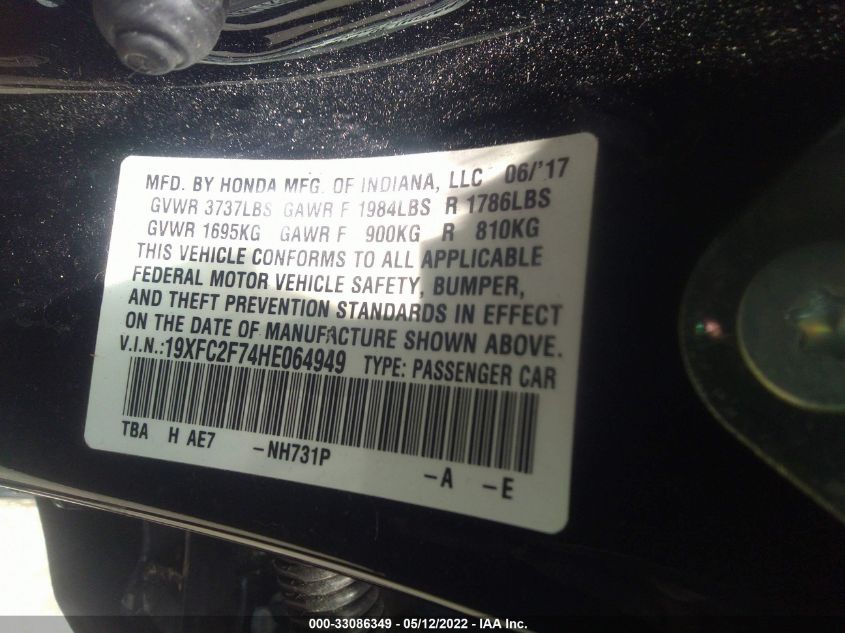 MFD. BY HONDA MFG. OF INDIANA, LLC 06/'17
GVWR 3737LBS GAWR F 1984LBS R 1786LBS
GVWR 1695KG GAWR F 900KG R 810KG
THIS VEHICLE CONFORMS TO ALL APPLICABLE
FEDERAL MOTOR VEHICLE SAFETY, BUMPER,
AND THEFT PREVENTION STANDARDS IN EFFECT
ON THE DATE OF MANUFACTURE SHOWN ABOVE.
V.I.N.:19XFC2F74HE064949 TYPE: PASSENGER CAR
TBA H AE7 -NH731P -A -E
000-33086349 - 05/12/2022 - IAA Inc.